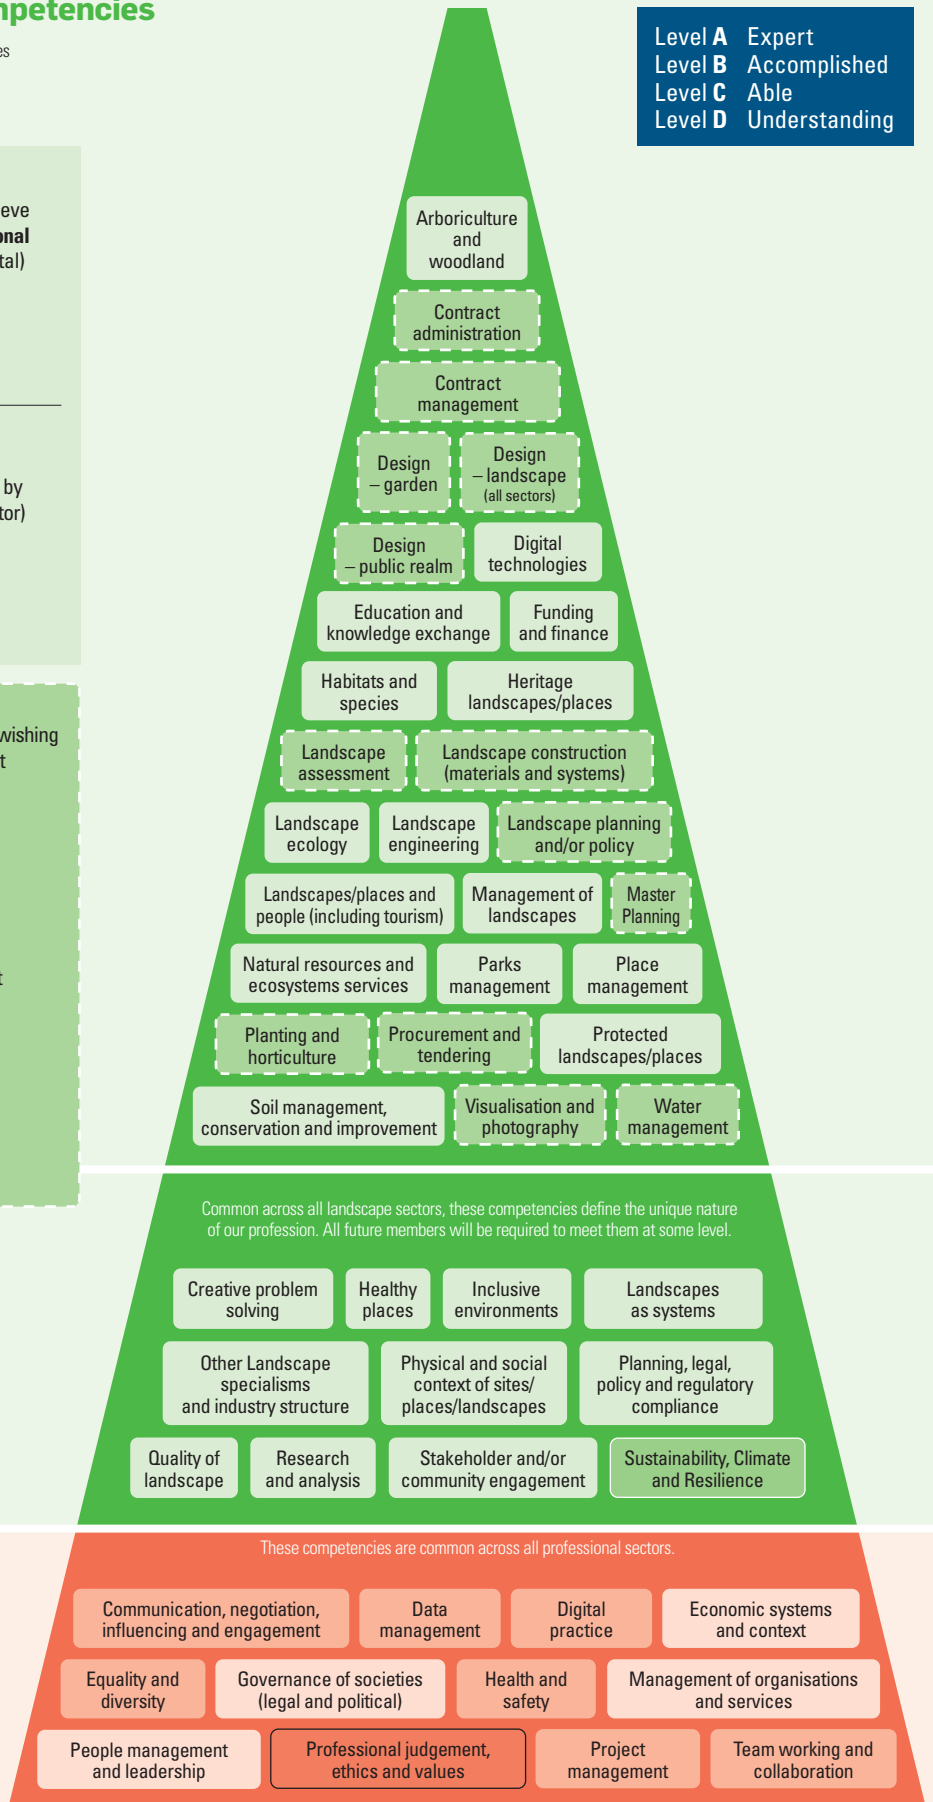 mpetencies
es
Level A Expert
Level B Accomplished
Level C Able
Level D Understanding
eve
onal
tal)
by
tor)
wishing
t
t
Arboriculture
and
woodland
Contract
administration
Contract
management
Design
– garden
Design
– landscape
(all sectors)
Design
– public realm
Digital
technologies
Education and
knowledge exchange
Funding
and finance
Habitats and
species
Heritage
landscapes/places
Landscape
assessment
Landscape construction
(materials and systems)
Landscape
ecology
Landscape
engineering
Landscape planning
and/or policy
Landscapes/places and
people (including tourism)
Management of
landscapes
Master
Planning
Natural resources and
ecosystems services
Parks
management
Place
management
Planting and
horticulture
Procurement and
tendering
Protected
landscapes/places
Soil management,
conservation and improvement
Visualisation and
photography
Water
management
Common across all landscape sectors, these competencies define the unique nature
of our profession. All future members will be required to meet them at some level.
Creative problem
solving
Healthy
places
Inclusive
environments
Landscapes
as systems
Other Landscape
specialisms
and industry structure
Physical and social
context of sites/
places/landscapes
Planning, legal,
policy and regulatory
compliance
Quality of
landscape
Research
and analysis
Stakeholder and/or
community engagement
Sustainability, Climate
and Resilience
These competencies are common across all professional sectors.
Communication, negotiation,
influencing and engagement
Data
management
Digital
practice
Economic systems
and context
Equality and
diversity
Governance of societies
(legal and political)
Health and
safety
Management of organisations
and services
People management
and leadership
Professional judgement,
ethics and values
Project
management
Team working and
collaboration